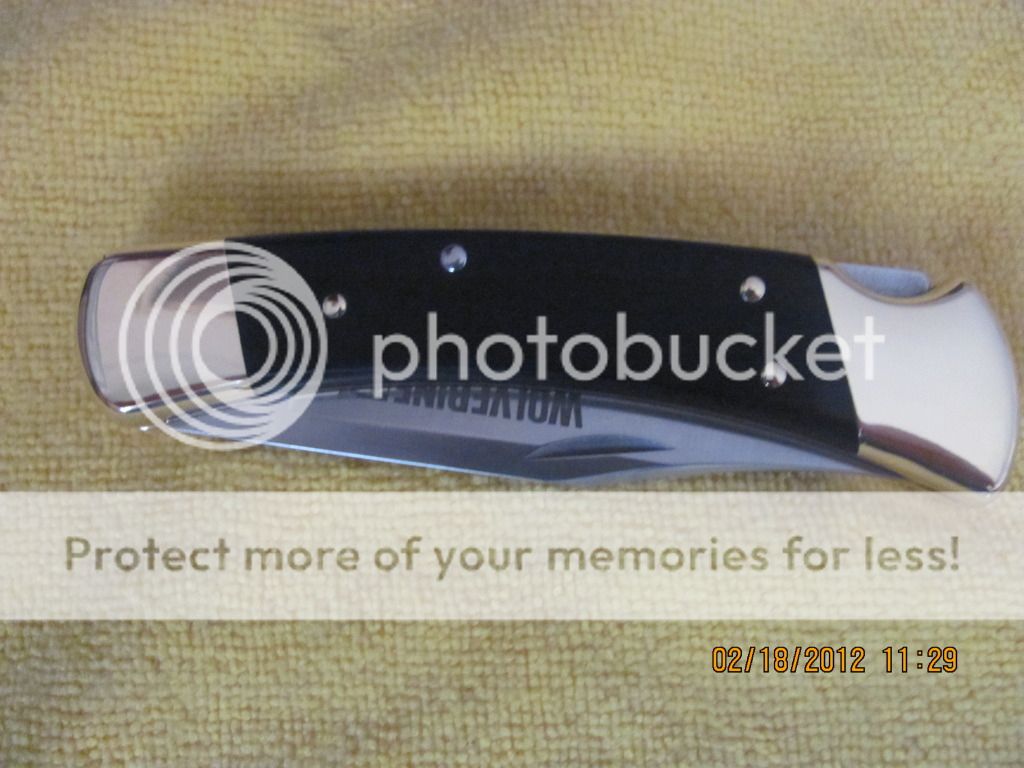 photobucket
WOLVERINE
Protect more of your memories for less!
02/18/2012 11:29